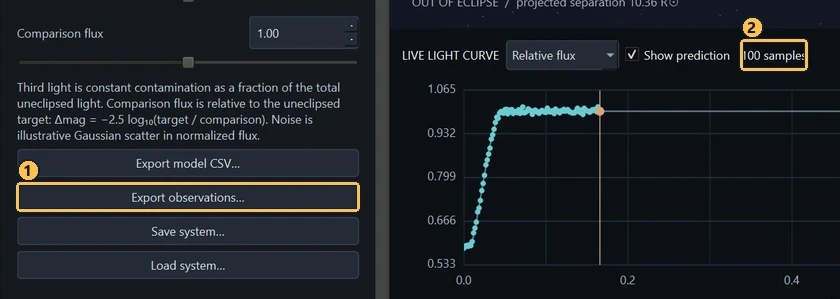 Comparison flux
1.00
Third light is constant contamination as a fraction of the total
uneclipsed light. Comparison flux is relative to the uneclipsed
target: Δmag = −2.5 log₁₀(target / comparison). Noise is
illustrative Gaussian scatter in normalized flux.
Export model CSV...
1
Export observations...
Save system...
Load system...
OUT OF ECLIPSE / projected separation 10.36 R☉
2
LIVE LIGHT CURVE
Relative flux
Show prediction
100 samples
1.065
0.932
0.799
0.666
0.533
0.0
0.2
0.4